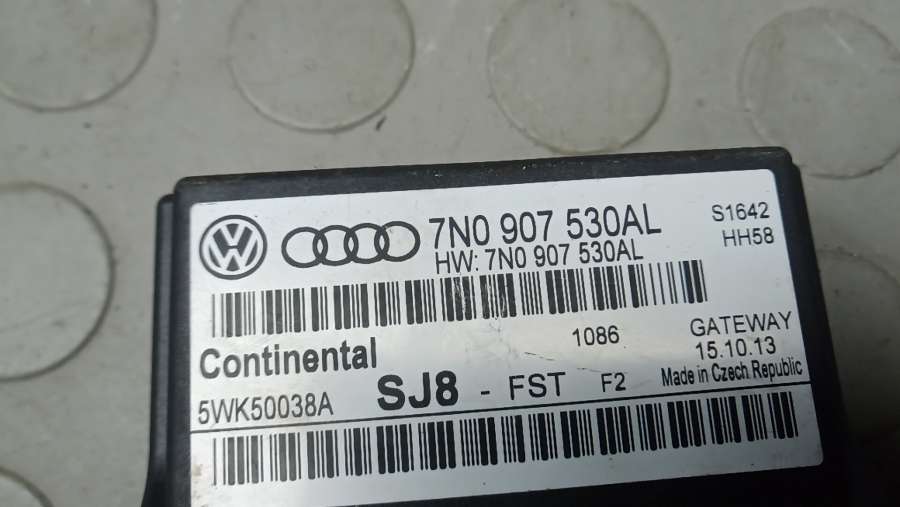 7N0 907 530AL S1642
HW: 7N0 907 530AL HH58
Continental 1086 GATEWAY
15.10.13
5WK50038A SJ8 - FST F2 Made in Czech Republic